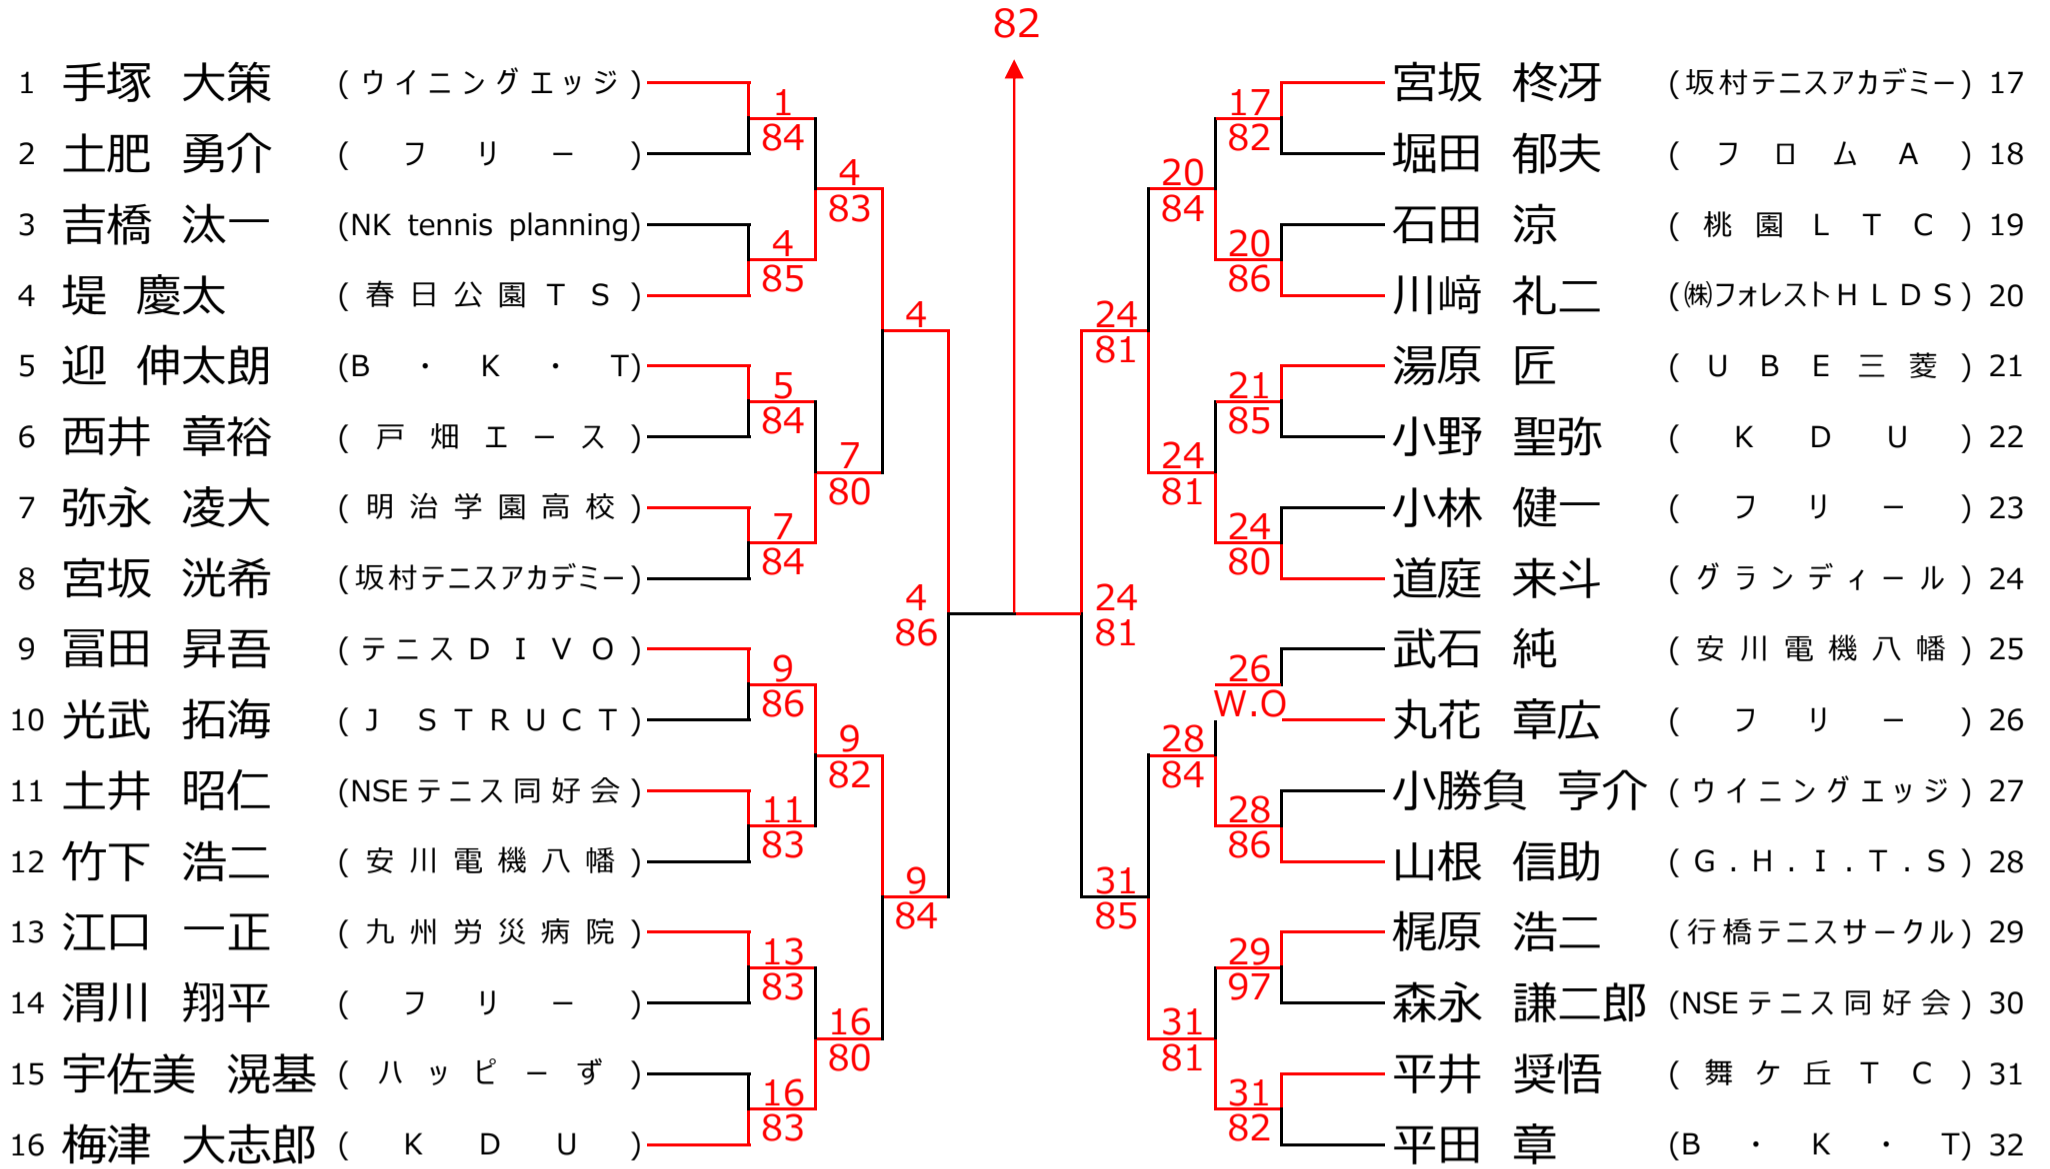 82
1 手塚 大策 (ウイニングエッジ)
1
84
2 土肥 勇介 (フリー)
4
83
3 吉橋 汰一 (NK tennis planning)
4
85
4 堤 慶太 (春日公園TS)
4
5 迎 伸太朗 (B・K・T)
5
84
6 西井 章裕 (戸畑エース)
7
80
7 弥永 凌大 (明治学園高校)
7
84
8 宮坂 洸希 (坂村テニスアカデミー)
4
86
9 冨田 昇吾 (テニスDIVO)
9
86
10 光武 拓海 (J STRUCT)
9
82
11 土井 昭仁 (NSEテニス同好会)
11
83
12 竹下 浩二 (安川電機八幡)
9
84
13 江口 一正 (九州労災病院)
13
83
14 渭川 翔平 (フリー)
16
80
15 宇佐美 滉基 (ハッピーず)
16
83
16 梅津 大志郎 (KDU)
宮坂 柊冴 (坂村テニスアカデミー) 17
17
82
堀田 郁夫 (フロムA) 18
20
84
石田 涼 (桃園LTC) 19
20
86
川﨑 礼二 (㈱フォレストHLDS) 20
24
81
湯原 匠 (UBE三菱) 21
21
85
小野 聖弥 (KDU) 22
24
81
小林 健一 (フリー) 23
24
80
道庭 来斗 (グランディール) 24
24
81
武石 純 (安川電機八幡) 25
26
W.O
丸花 章広 (フリー) 26
28
84
小勝負 亨介 (ウイニングエッジ) 27
28
86
山根 信助 (G.H.I.T.S) 28
31
85
梶原 浩二 (行橋テニスサークル) 29
29
97
森永 謙二郎 (NSEテニス同好会) 30
31
81
平井 奨悟 (舞ケ丘TC) 31
31
82
平田 章 (B・K・T) 32